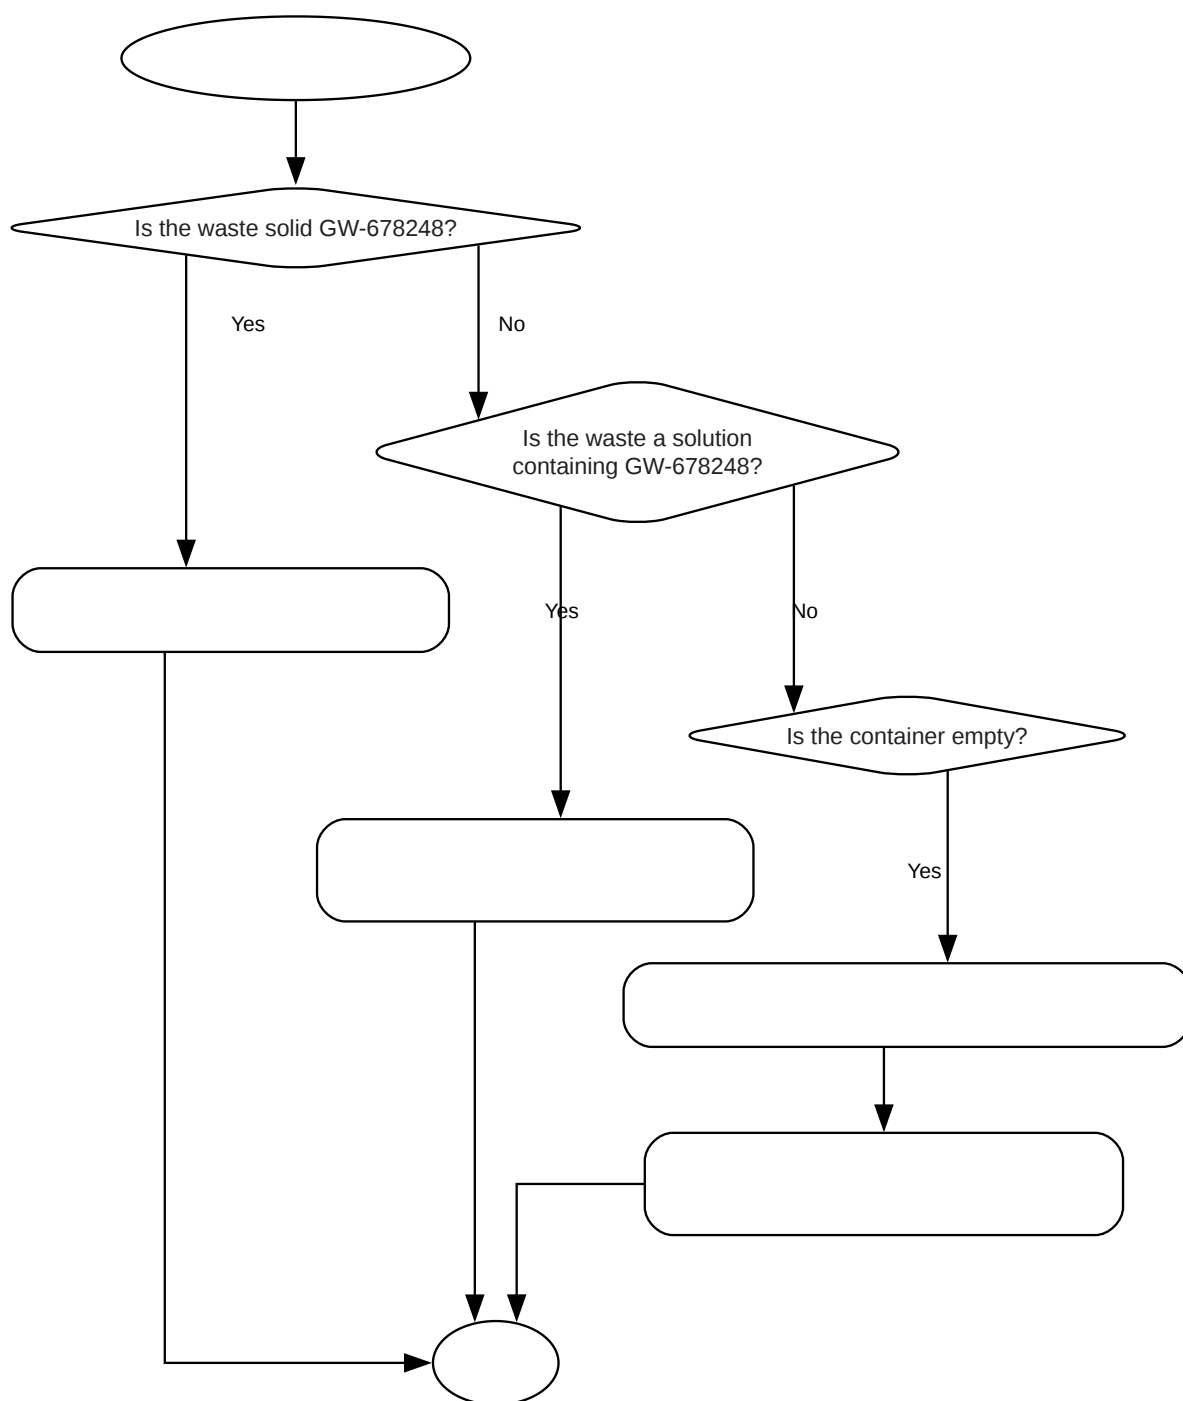 Is the waste solid GW-678248?
Yes
No
Is the waste a solution
containing GW-678248?
Yes
No
Is the container empty?
Yes